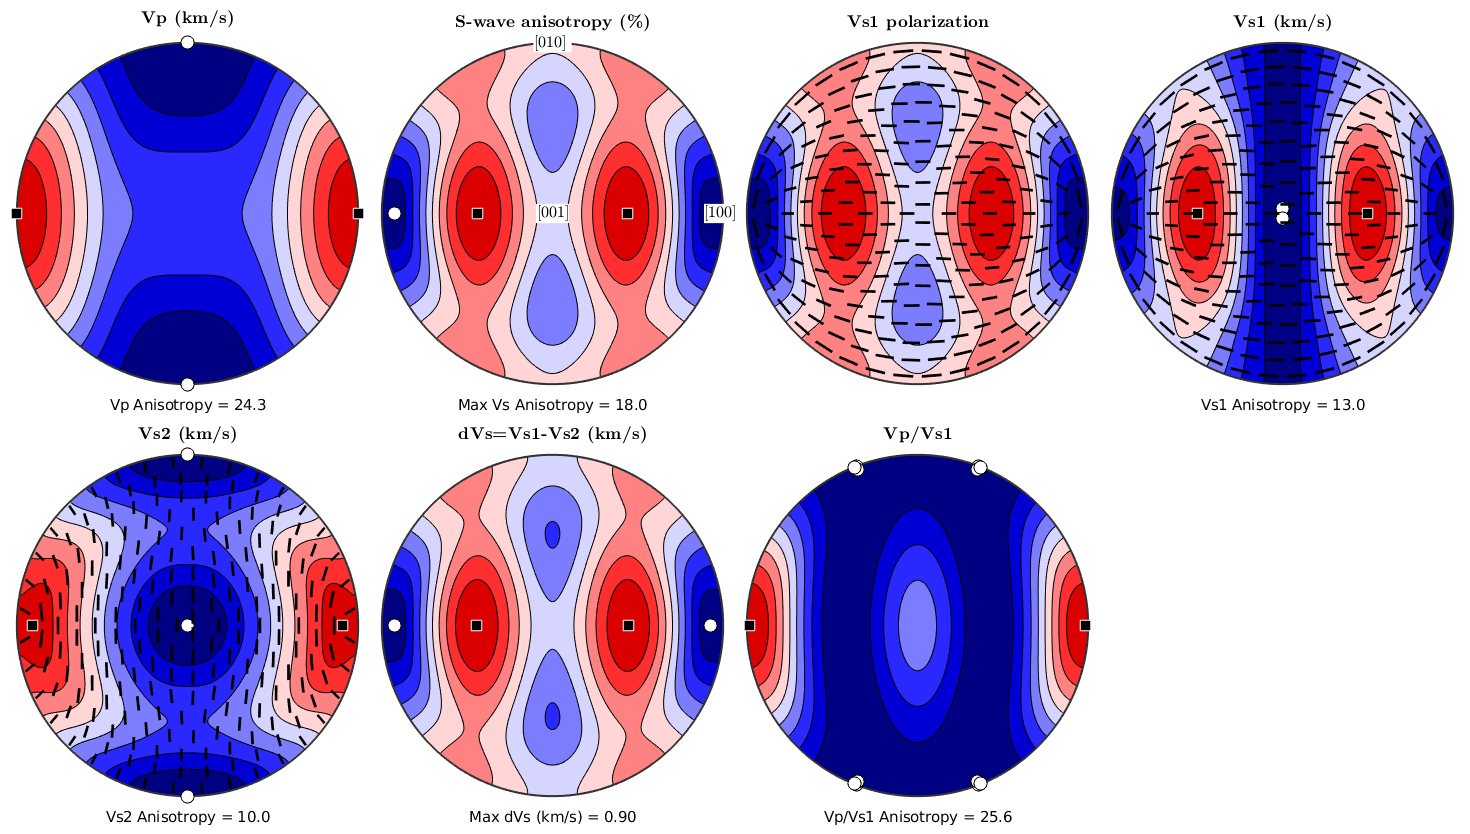 Vp (km/s)
S-wave anisotropy (%)
Vs1 polarization
Vs1 (km/s)
[010]
[001]
[100]
Vp Anisotropy = 24.3
Max Vs Anisotropy = 18.0
Vs1 Anisotropy = 13.0
Vs2 (km/s)
dVs=Vs1-Vs2 (km/s)
Vp/Vs1
Vs2 Anisotropy = 10.0
Max dVs (km/s) = 0.90
Vp/Vs1 Anisotropy = 25.6